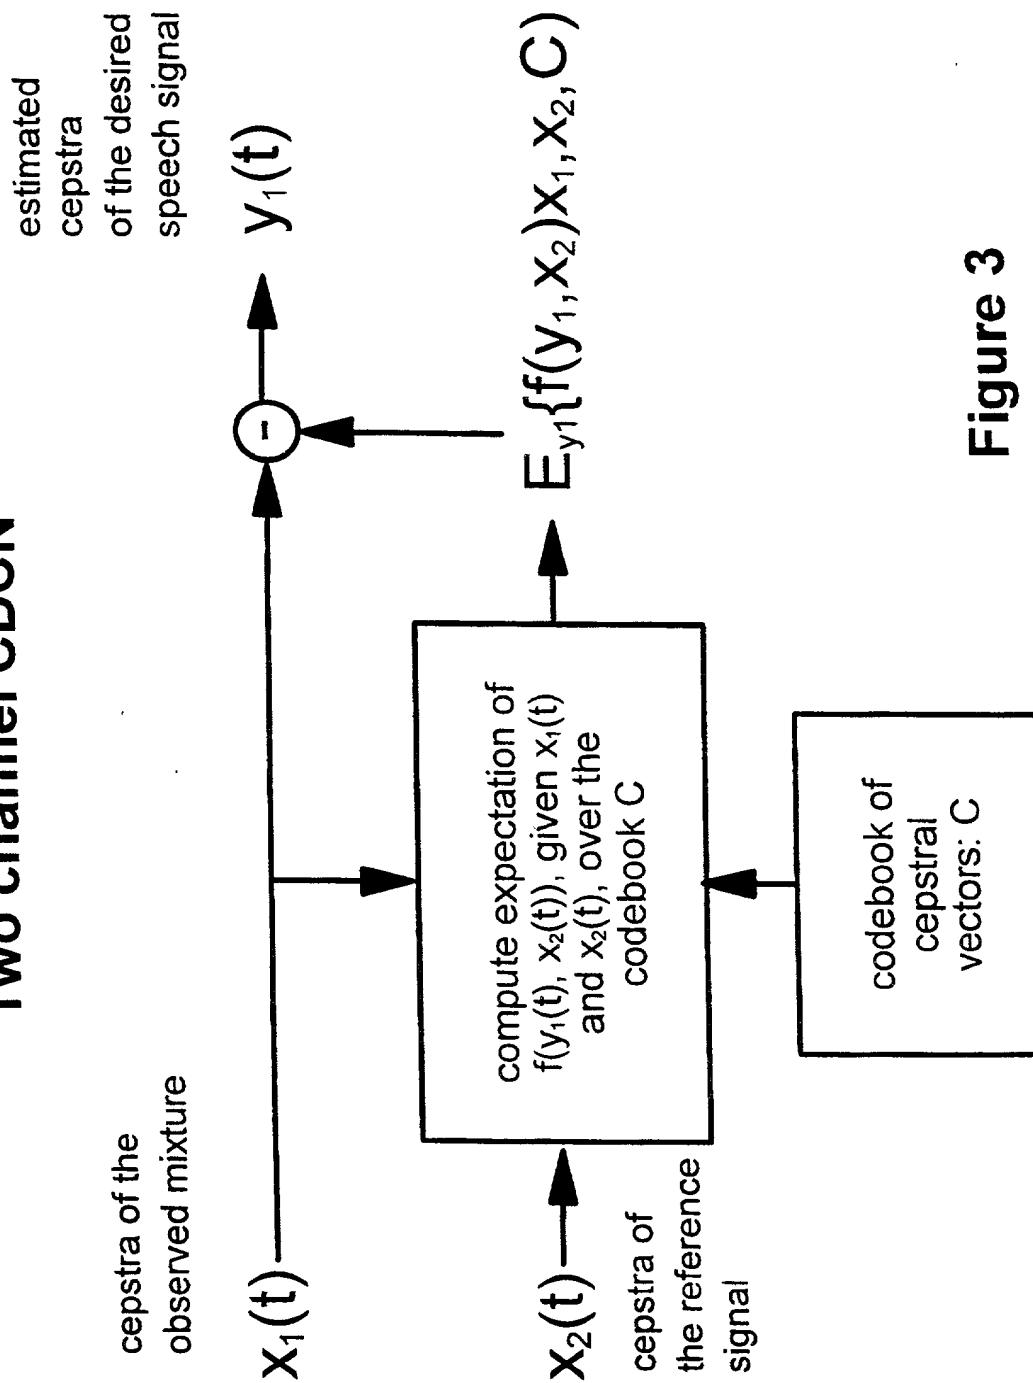 Two channel CDCN
cepstra of the
observed mixture
x₁(t)
estimated
cepstra
of the desired
speech signal
y₁(t)
-
x₂(t)
cepstra of
the reference
signal
compute expectation of
f(y₁(t), x₂(t)), given x₁(t)
and x₂(t), over the
codebook C
E_y1{f(y₁,x₂)x₁,x₂,C)
codebook of
cepstral
vectors: C
Figure 3